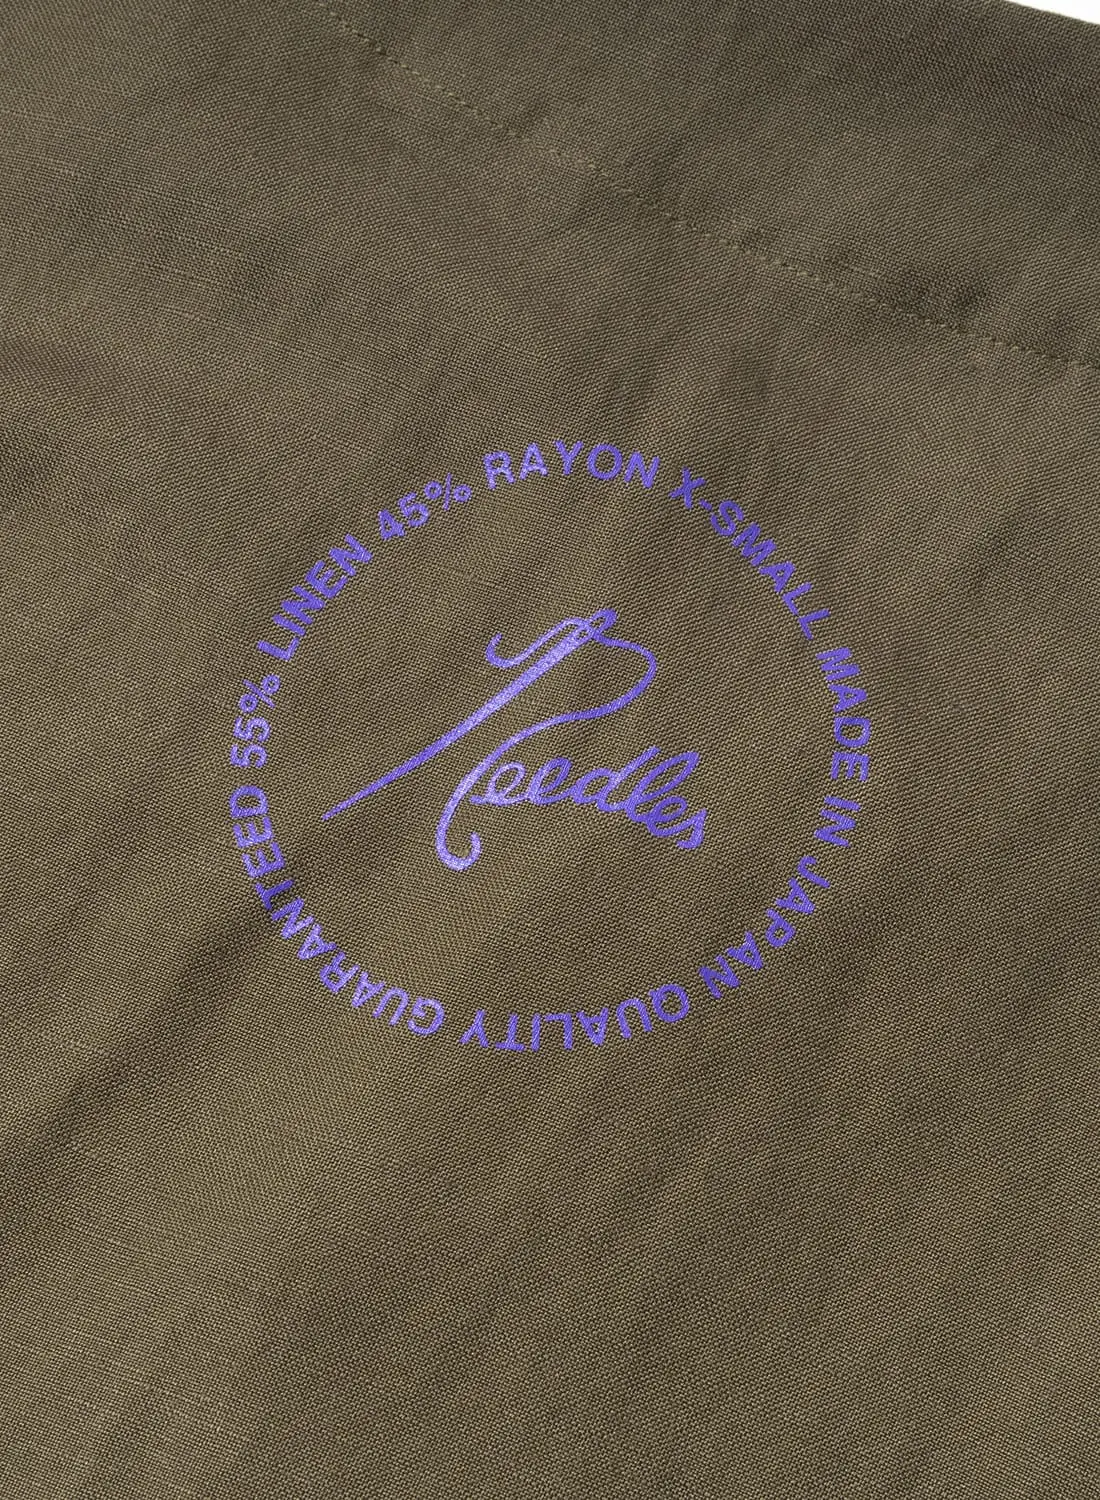 QUALITY GUARANTEED 55% LINEN 45% RAYON X-SMALL MADE IN JAPAN
Needles